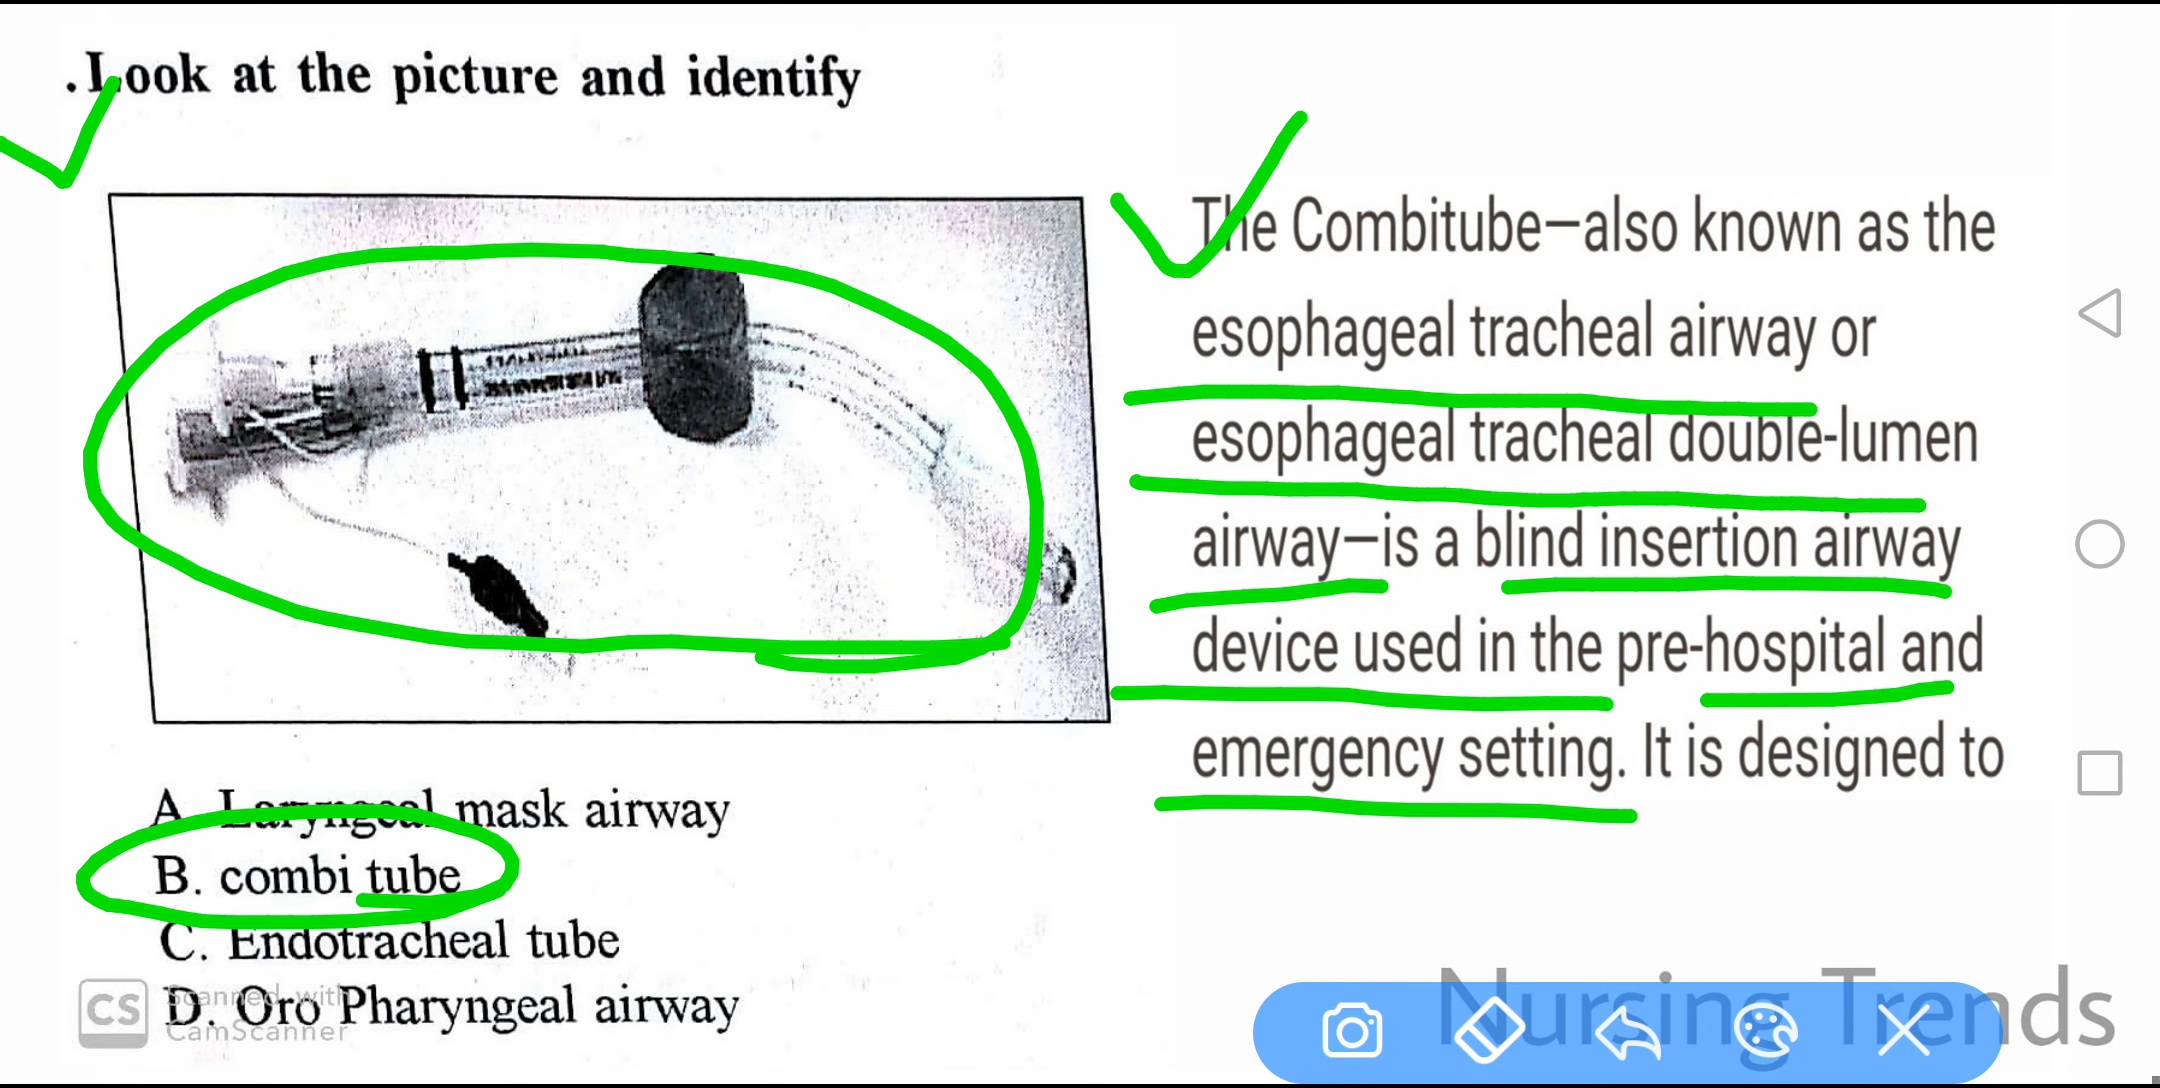 . Look at the picture and identify
The Combitube—also known as the
esophageal tracheal airway or
esophageal tracheal double-lumen
airway—is a blind insertion airway
device used in the pre-hospital and
emergency setting. It is designed to
A. Laryngeal mask airway
B. combi tube
C. Endotracheal tube
D. Oro Pharyngeal airway
CS Scanned with
CamScanner
Nursing Trends